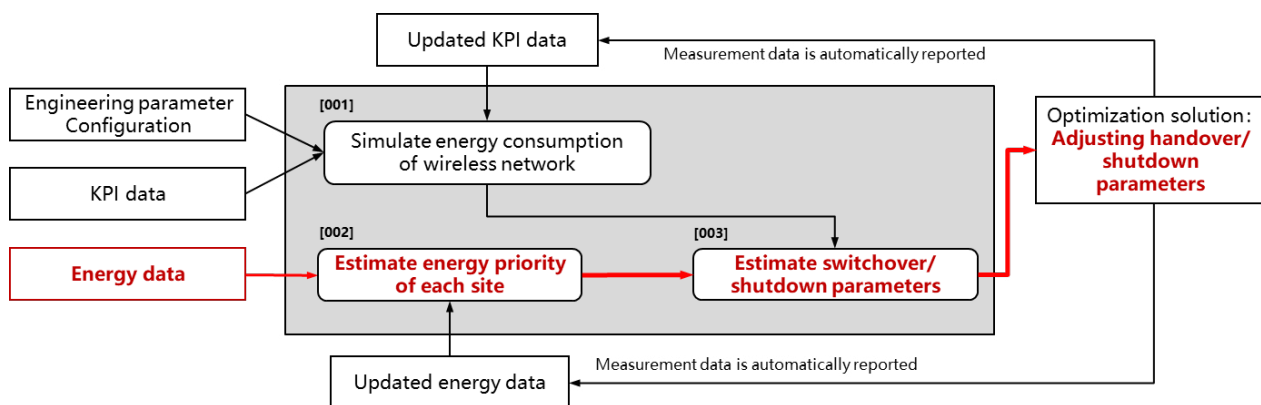 Updated KPI data
Measurement data is automatically reported
Engineering parameter
Configuration
[001]
Simulate energy consumption
of wireless network
Optimization solution:
Adjusting handover/
shutdown
parameters
KPI data
[002]
[003]
Energy data
Estimate energy priority
of each site
Estimate switchover/
shutdown parameters
Updated energy data
Measurement data is automatically reported